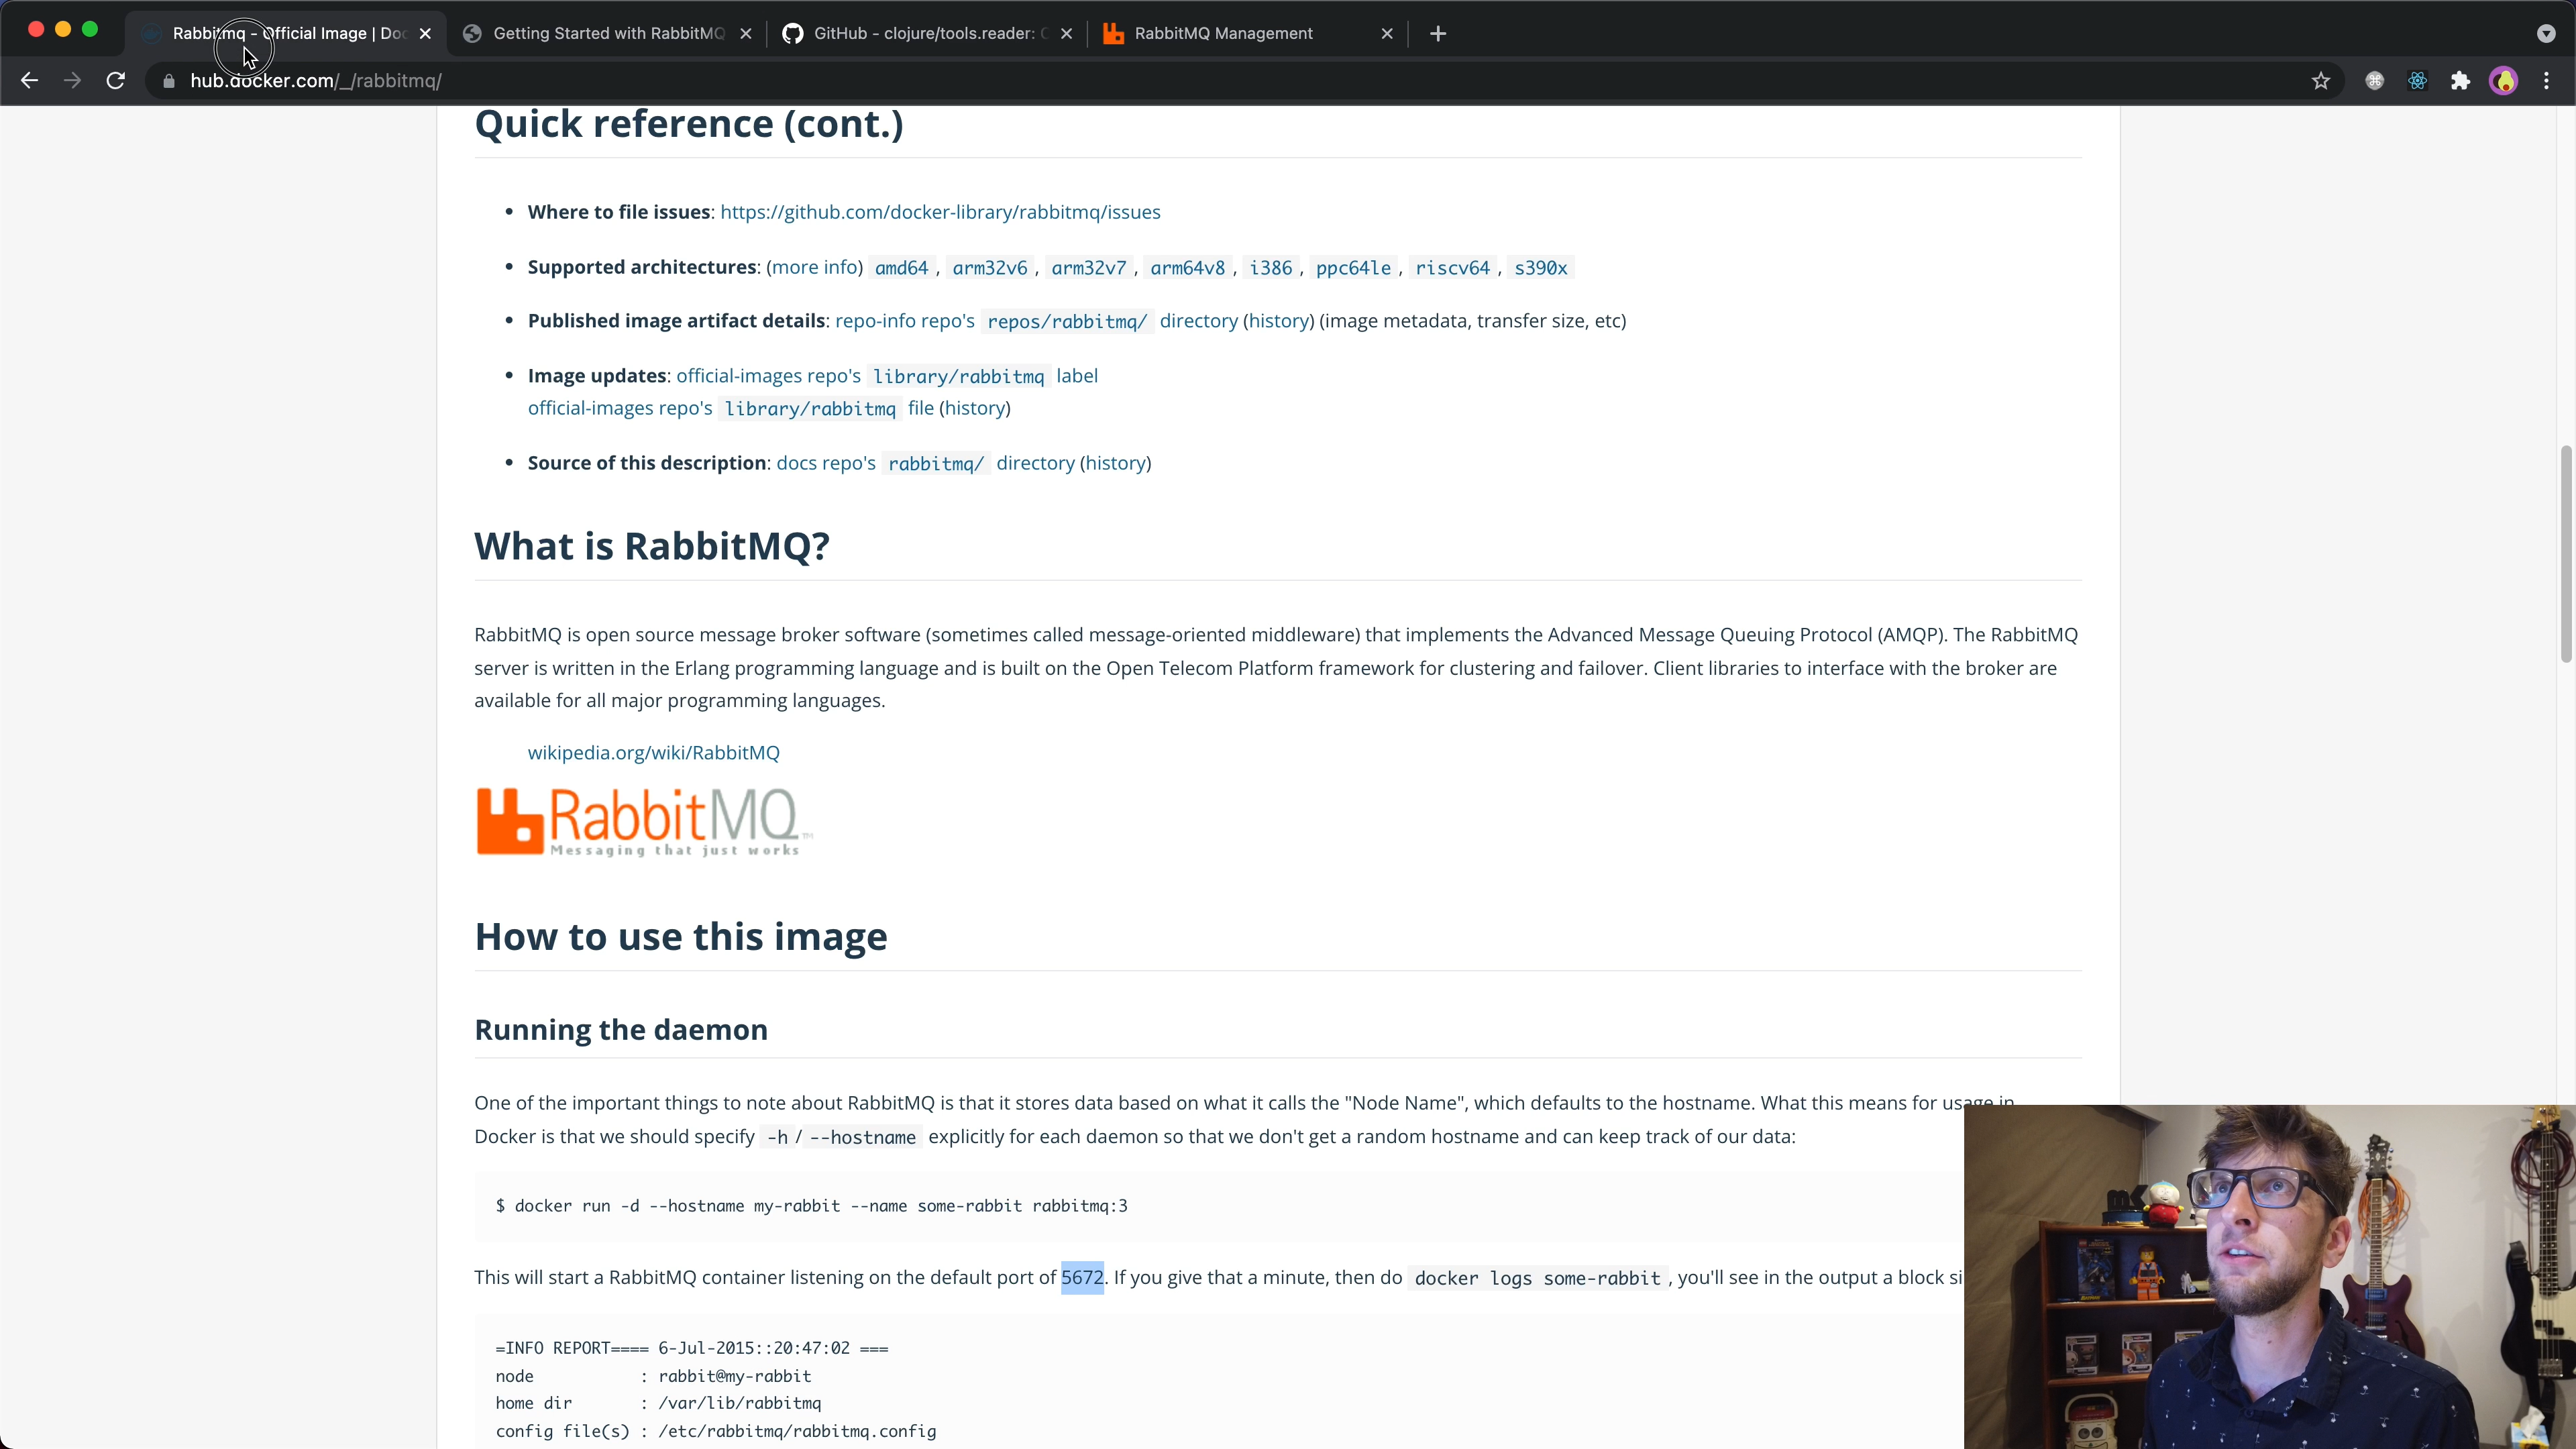 Rabbitmq - Official Image | Doc
Getting Started with RabbitMQ
GitHub - clojure/tools.reader: C
RabbitMQ Management
hub.docker.com/_/rabbitmq/
Quick reference (cont.)
• Where to file issues: https://github.com/docker-library/rabbitmq/issues
• Supported architectures: (more info) amd64 , arm32v6 , arm32v7 , arm64v8 , i386 , ppc64le , riscv64 , s390x
• Published image artifact details: repo-info repo's repos/rabbitmq/ directory (history) (image metadata, transfer size, etc)
• Image updates: official-images repo's library/rabbitmq label
official-images repo's library/rabbitmq file (history)
• Source of this description: docs repo's rabbitmq/ directory (history)
What is RabbitMQ?
RabbitMQ is open source message broker software (sometimes called message-oriented middleware) that implements the Advanced Message Queuing Protocol (AMQP). The RabbitMQ
server is written in the Erlang programming language and is built on the Open Telecom Platform framework for clustering and failover. Client libraries to interface with the broker are
available for all major programming languages.
wikipedia.org/wiki/RabbitMQ
RabbitMQ™
Messaging that just works
How to use this image
Running the daemon
One of the important things to note about RabbitMQ is that it stores data based on what it calls the "Node Name", which defaults to the hostname. What this means for usage in
Docker is that we should specify -h / --hostname explicitly for each daemon so that we don't get a random hostname and can keep track of our data:
$ docker run -d --hostname my-rabbit --name some-rabbit rabbitmq:3
This will start a RabbitMQ container listening on the default port of 5672. If you give that a minute, then do docker logs some-rabbit , you'll see in the output a block si
=INFO REPORT==== 6-Jul-2015::20:47:02 ===
node : rabbit@my-rabbit
home dir : /var/lib/rabbitmq
config file(s) : /etc/rabbitmq/rabbitmq.config